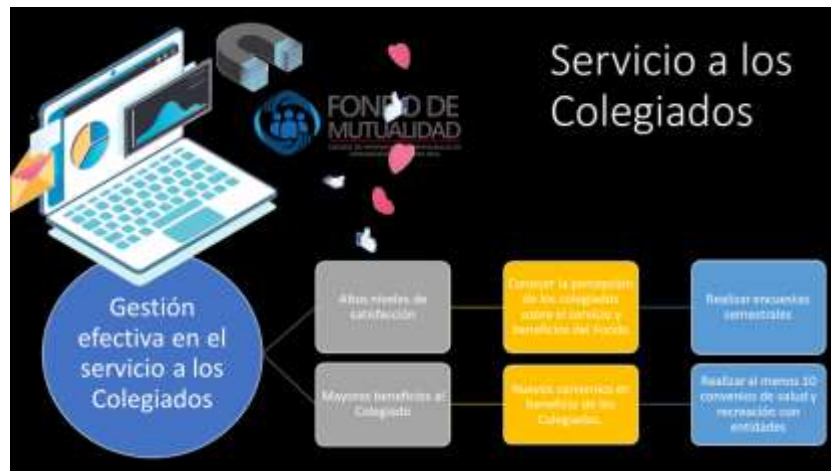 Servicio a los
Colegiados
FONDO DE
MUTUALIDAD
Gestión
efectiva en el
servicio a los
Colegiados
Altos niveles de
satisfacción
Conocer la percepción
de los colegiados
sobre el servicio y
beneficios del Fondo.
Realizar encuestas
semestrales
Mayores beneficios al
Colegiado
Nuevos convenios en
beneficio de los
Colegiados.
Realizar al menos 10
convenios de salud y
recreación con
entidades